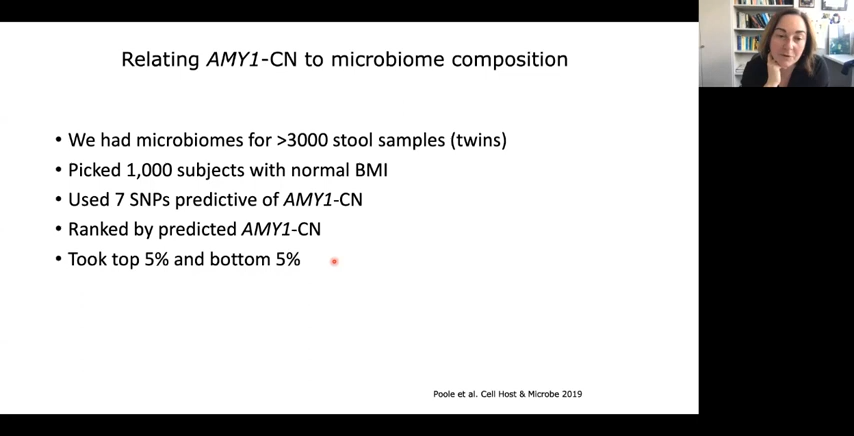 Relating AMY1-CN to microbiome composition
• We had microbiomes for >3000 stool samples (twins)
• Picked 1,000 subjects with normal BMI
• Used 7 SNPs predictive of AMY1-CN
• Ranked by predicted AMY1-CN
• Took top 5% and bottom 5%
Poole et al. Cell Host & Microbe 2019